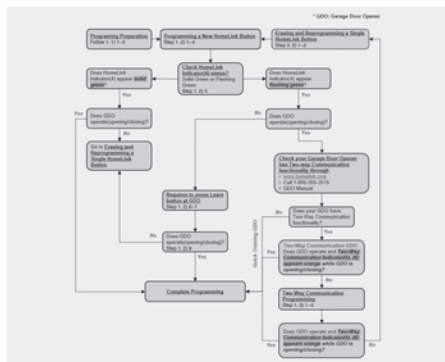 * GDO: Garage Door Opener
Programing Preparation
Follow 1. 1) 1~3
Programming a New HomeLink Button
Step 1. 2) 1~4
Erasing and Reprogramming a Single
HomeLink Button
Step 3. 2) 1~2
Check HomeLink
Indicator(4) status?
Solid Green or Flashing
Green
Step 1. 2) 5
Does HomeLink
indicator(4) appear solid
green?
Does HomeLink
indicator(4) appear
flashing green?
Yes
Yes
Yes
Does GDO
operate(opening/closing)?
No
Does GDO
operate(opening/closing)?
No
Yes
Go to Erasing and
Reprogramming a
Single HomeLink
Button
Check your Garage Door Opener
has Two-way Communication
functionality through
• www.homelink.com
• Call 1-800-355-3515
• GDO Manual
Requires to press Learn
button at GDO
Step 1. 2) 6~7
No
Does your GDO have
Two-Way Communication
functionality?
Yes
No
Does GDO
operate(opening/closing)?
Step 1. 2) 8
Yes
Quick Training GDO
Yes
Two-Way Communication GDO
Does GDO operate and Two-Way
Communication Indicator(5), (6)
appears orange while GDO is
opening/closing?
No
Complete Programming
Two-Way Communication
Programming
Step 1. 3) 1~4
Yes
Does GDO operate and Two-Way
Communication Indicator(5), (6)
appears orange while GDO is
opening/closing?
No